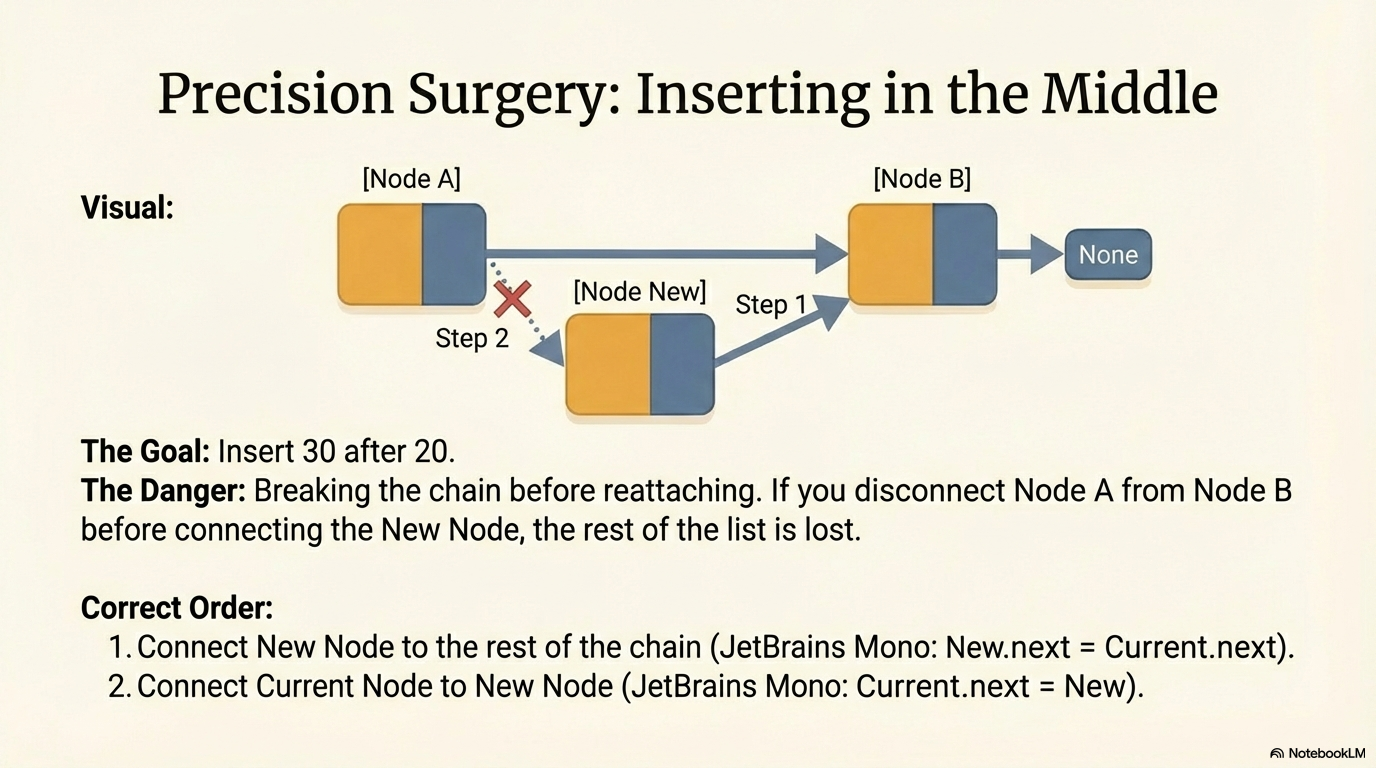 Precision Surgery: Inserting in the Middle
Visual:
[Node A]
[Node B]
None
[Node New]
Step 1
Step 2
The Goal: Insert 30 after 20.
The Danger: Breaking the chain before reattaching. If you disconnect Node A from Node B
before connecting the New Node, the rest of the list is lost.
Correct Order:
1. Connect New Node to the rest of the chain (JetBrains Mono: New.next = Current.next).
2. Connect Current Node to New Node (JetBrains Mono: Current.next = New).
NotebookLM